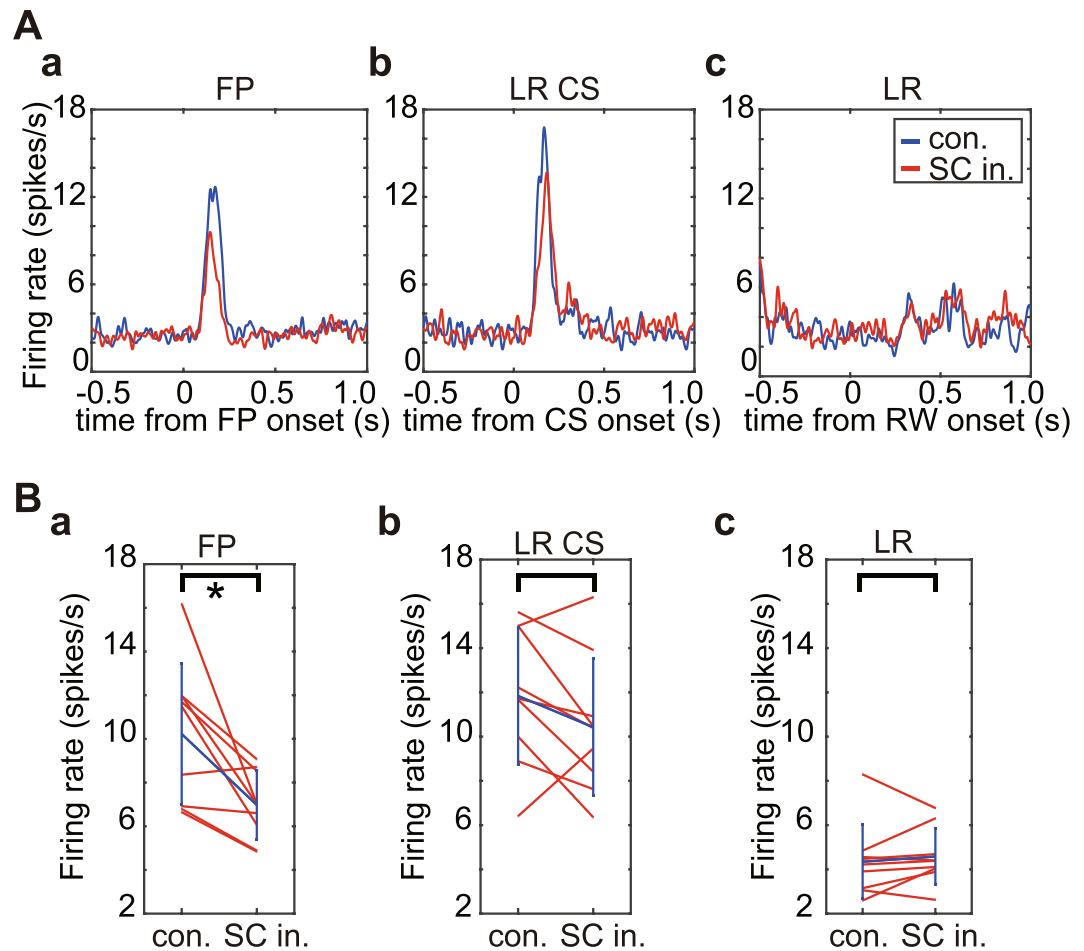 A
a b c
FP LR CS LR
18 18 18
12 12 12
6 6 6
0 0 0
Firing rate (spikes/s)
con.
SC in.
-0.5 0 0.5 1.0 -0.5 0 0.5 1.0 -0.5 0 0.5 1.0
time from FP onset (s) time from CS onset (s) time from RW onset (s)
B
a b c
FP LR CS LR
18 18 18
*
14 14 14
10 10 10
6 6 6
2 2 2
Firing rate (spikes/s) Firing rate (spikes/s) Firing rate (spikes/s)
con. SC in. con. SC in. con. SC in.